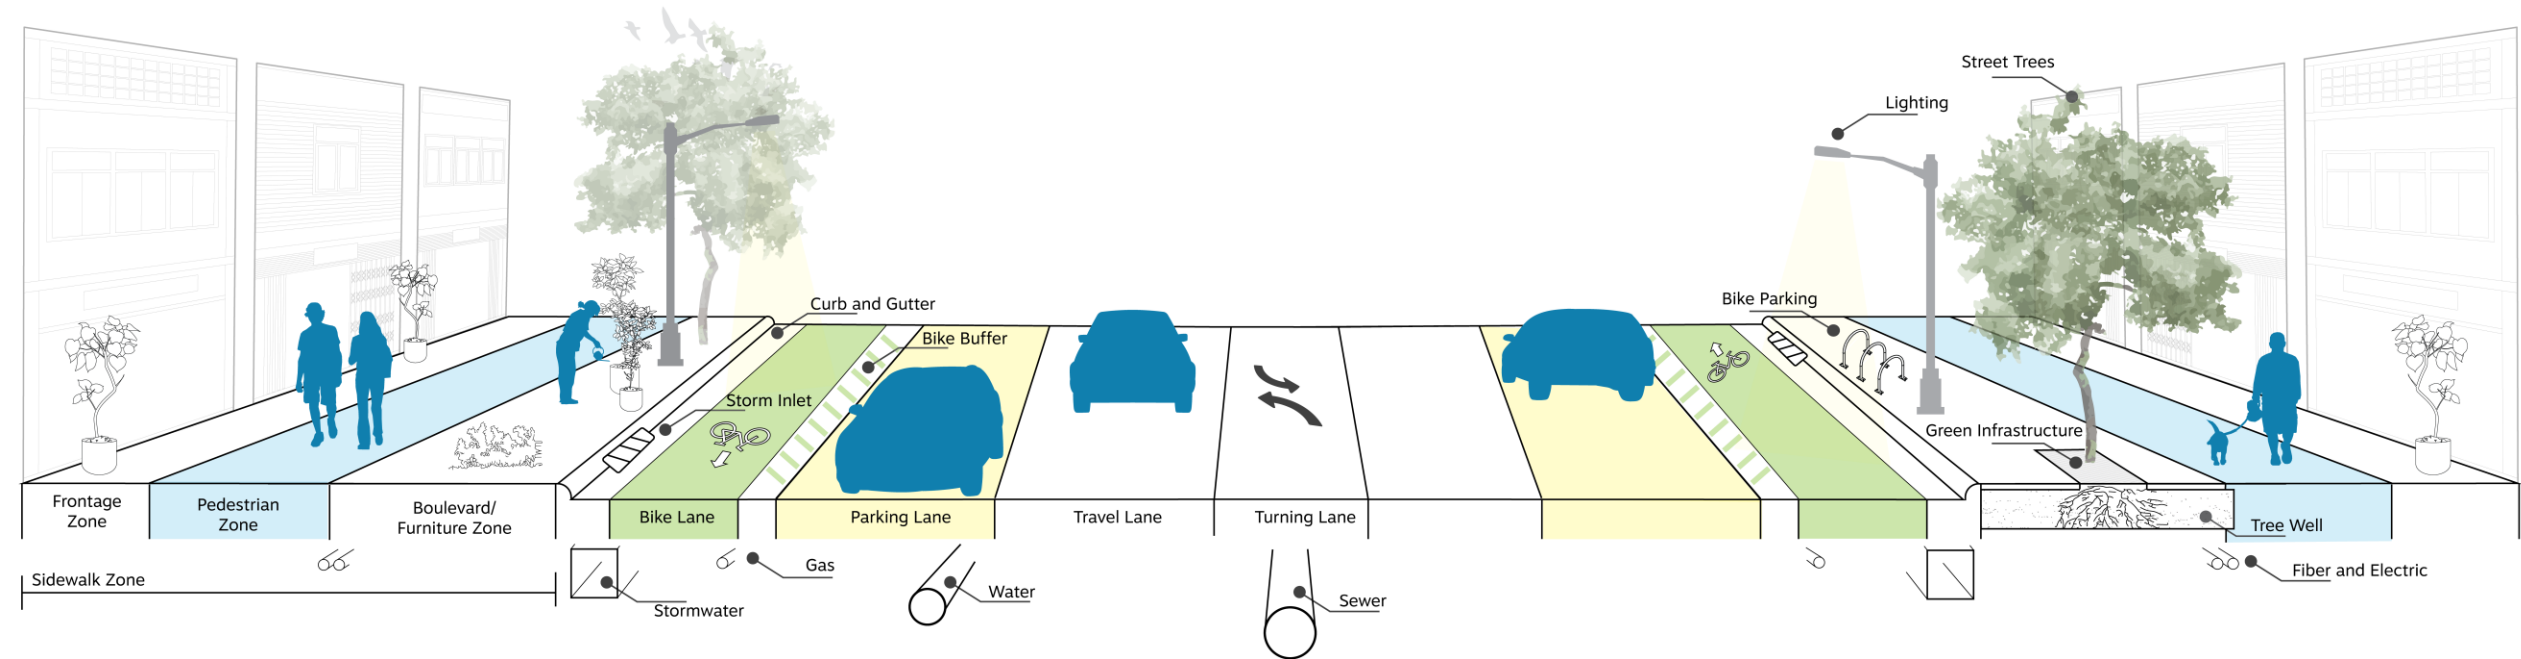 Street Trees
Lighting
Bike Parking
Curb and Gutter
Bike Buffer
Storm Inlet
Green Infrastructure
Frontage
Zone
Pedestrian
Zone
Boulevard/
Furniture Zone
Bike Lane
Parking Lane
Travel Lane
Turning Lane
Tree Well
Sidewalk Zone
Stormwater
Gas
Water
Sewer
Fiber and Electric